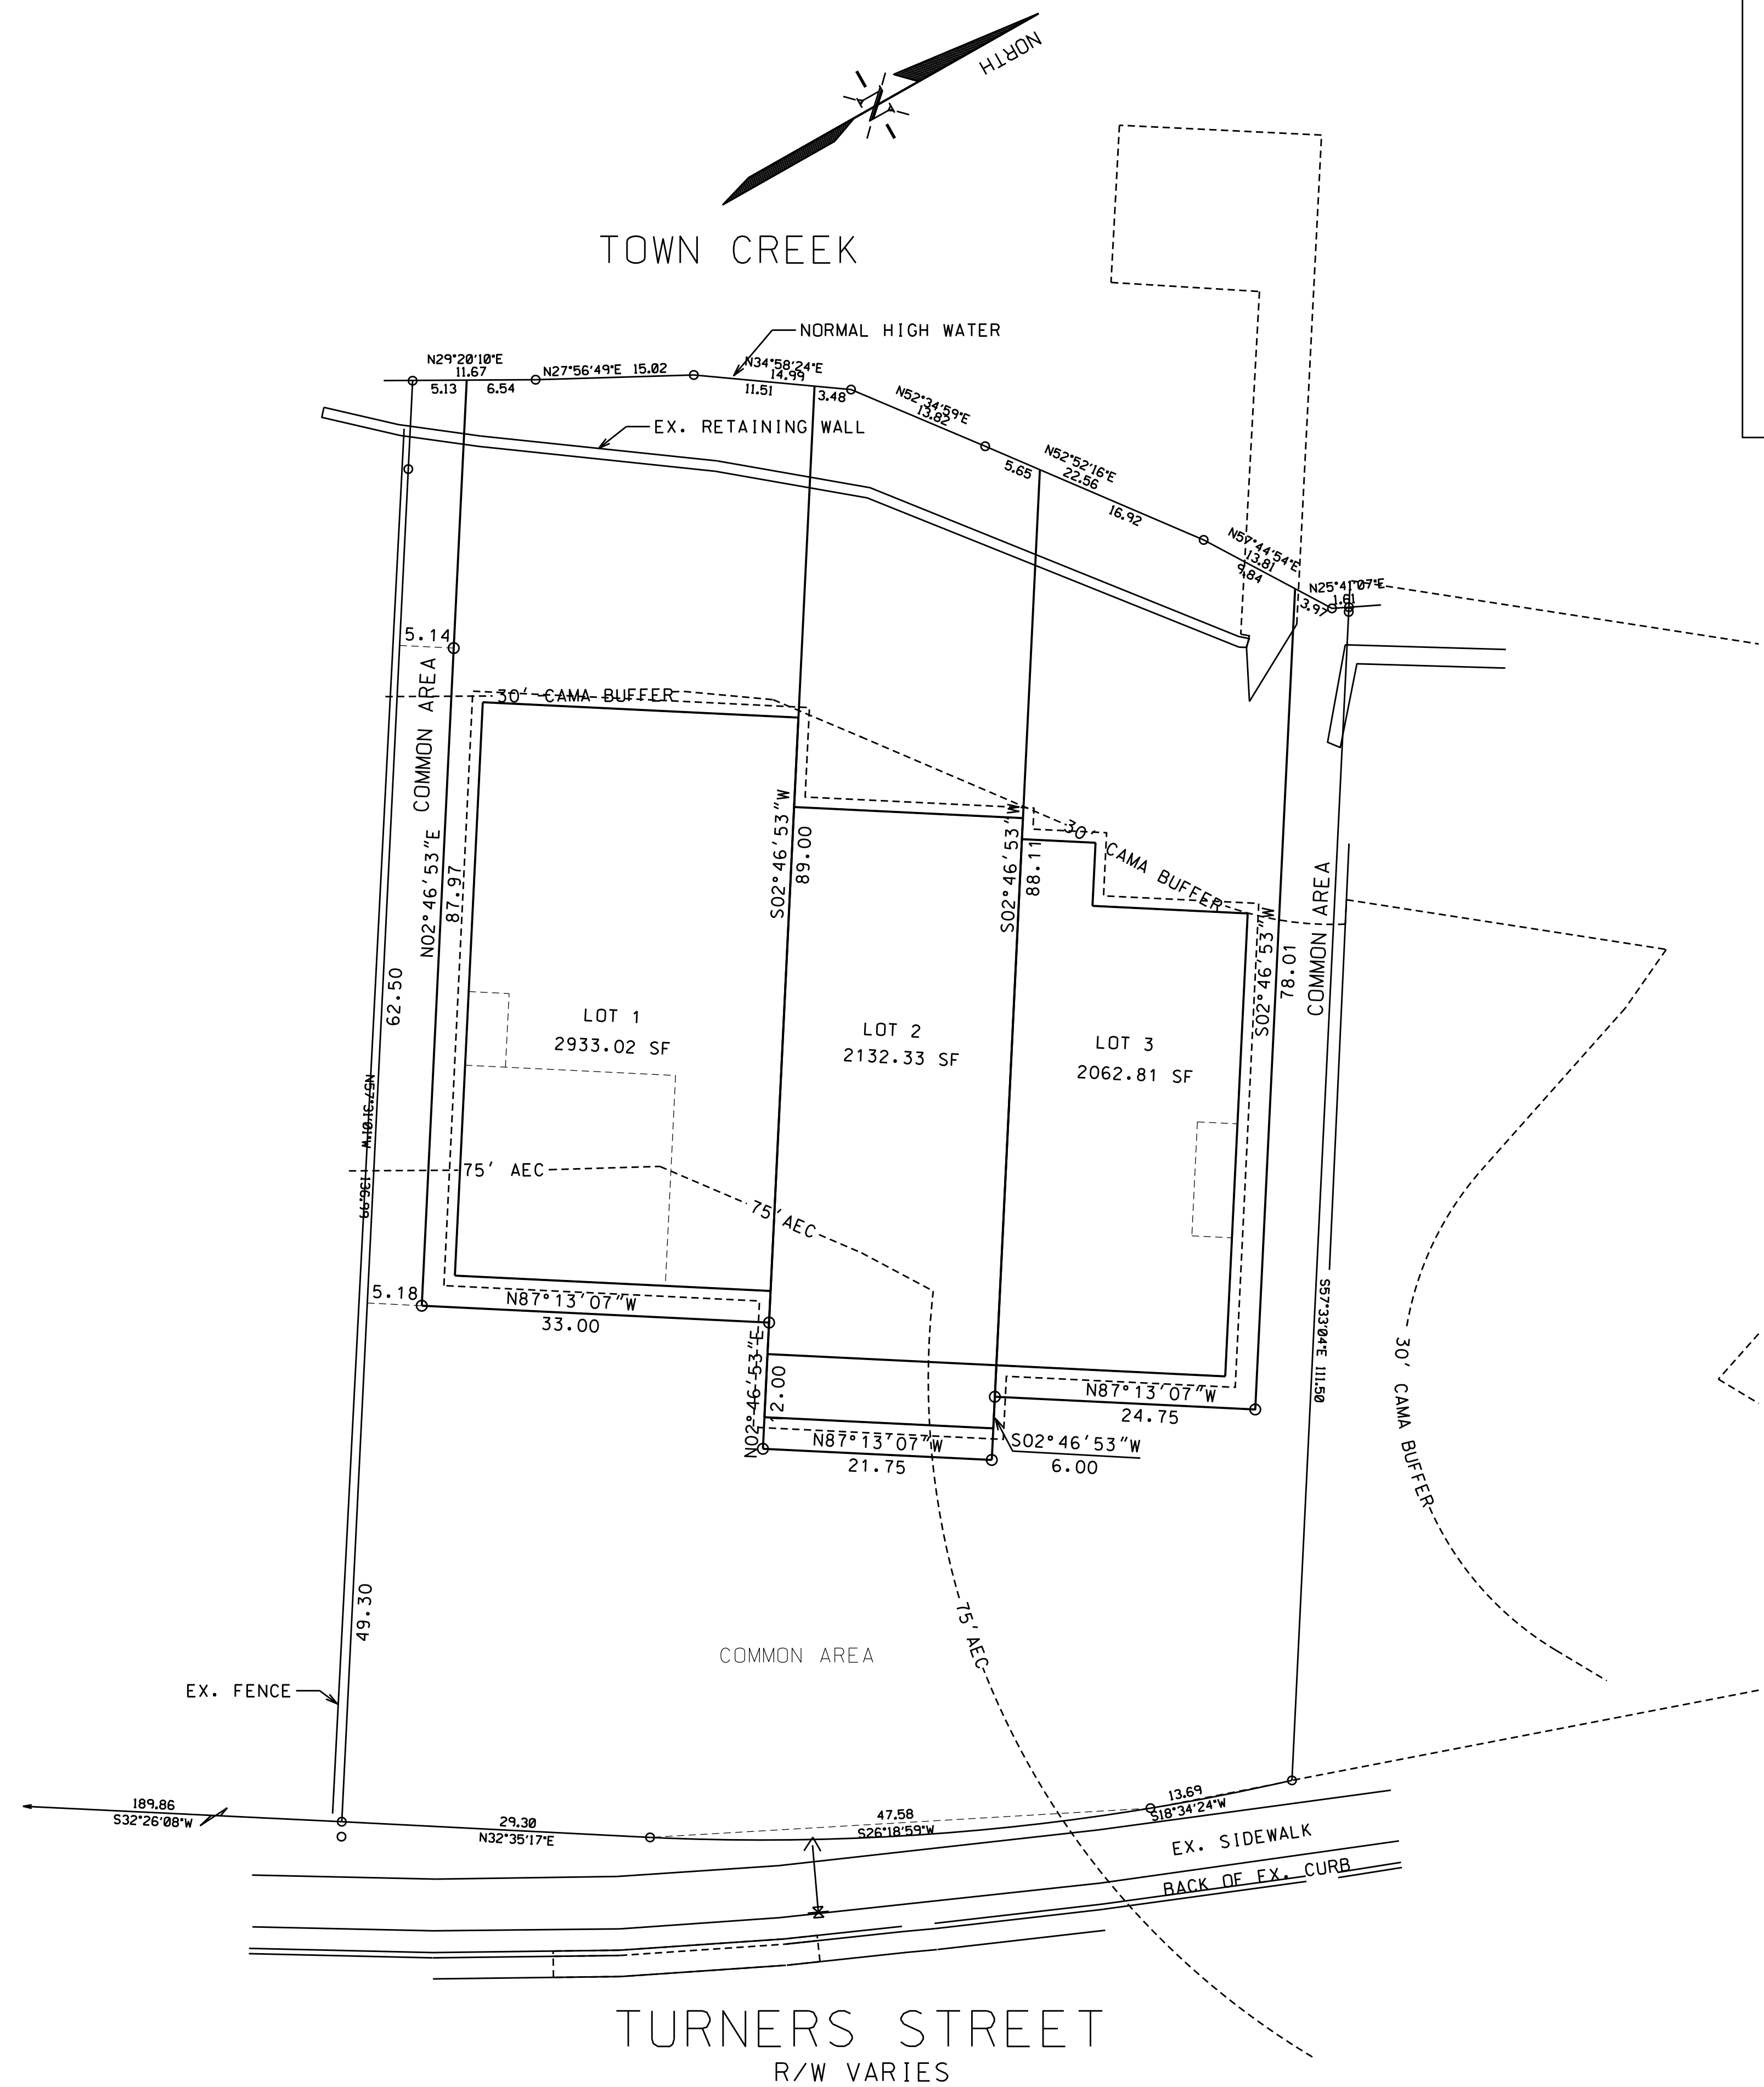 NORTH
TOWN CREEK
NORMAL HIGH WATER
N29°20'10"E
11.67
5.13
6.54
N27°56'49"E 15.02
N34°58'24"E
14.99
11.51
3.48
N52°34'59"E
13.82
EX. RETAINING WALL
5.65
N52°52'16"E
22.56
16.92
N57°44'54"E
13.81
9.84
N25°41'07"E
1.61
3.97
5.14
COMMON AREA
30' CAMA BUFFER
N02°46'53"E
87.97
S02°46'53"W
89.00
S02°46'53"W
88.11
30' CAMA BUFFER
S02°46'53"W
78.01
COMMON AREA
62.50
LOT 1
2933.02 SF
LOT 2
2132.33 SF
LOT 3
2062.81 SF
N57°31'01"W 136.99
75' AEC
75' AEC
5.18
N87°13'07"W
33.00
N02°46'53"E
12.00
N87°13'07"W
24.75
N87°13'07"W
21.75
S02°46'53"W
6.00
S57°33'04"E 111.50
30' CAMA BUFFER
49.30
75' AEC
COMMON AREA
EX. FENCE
189.86
S32°26'08"W
29.30
N32°35'17"E
47.58
S26°18'59"W
13.69
S18°34'24"W
EX. SIDEWALK
BACK OF EX. CURB
TURNERS STREET
R/W VARIES